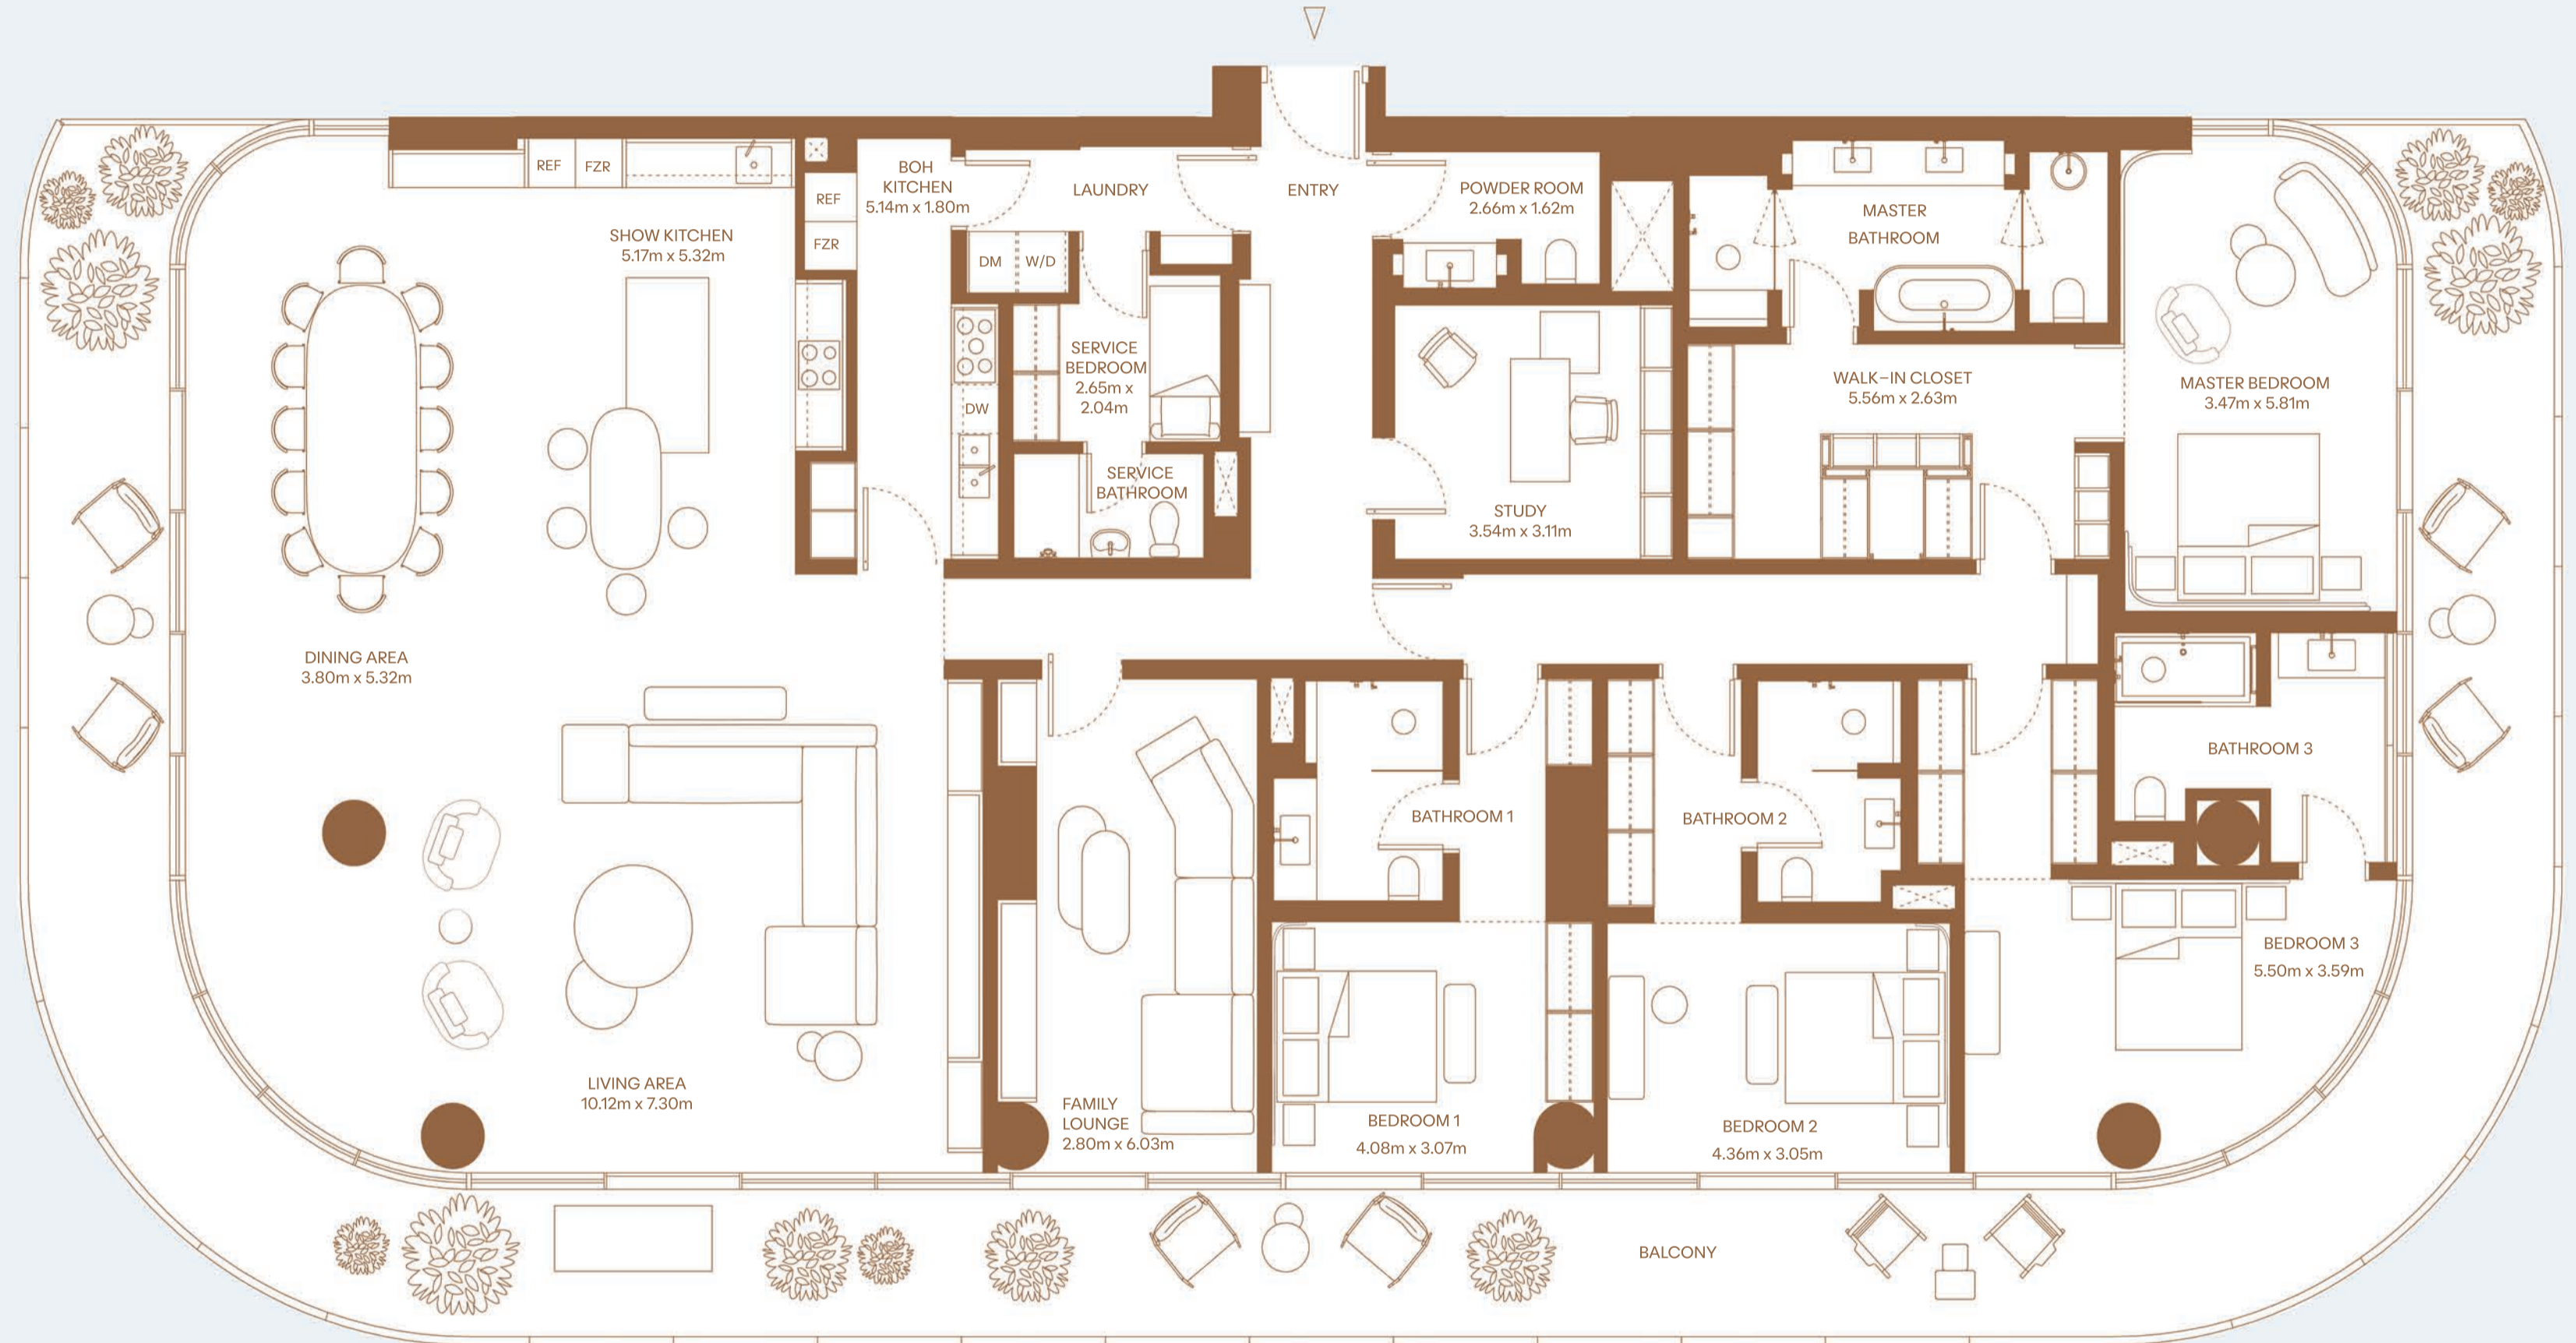 REF
FZR
SHOW KITCHEN
5.17m x 5.32m
REF
FZR
BOH
KITCHEN
5.14m x 1.80m
LAUNDRY
DM
W/D
ENTRY
POWDER ROOM
2.66m x 1.62m
MASTER
BATHROOM
SERVICE
BEDROOM
2.65m x
2.04m
DW
SERVICE
BATHROOM
STUDY
3.54m x 3.11m
WALK-IN CLOSET
5.56m x 2.63m
MASTER BEDROOM
3.47m x 5.81m
DINING AREA
3.80m x 5.32m
BATHROOM 1
BATHROOM 2
BATHROOM 3
LIVING AREA
10.12m x 7.30m
FAMILY
LOUNGE
2.80m x 6.03m
BEDROOM 1
4.08m x 3.07m
BEDROOM 2
4.36m x 3.05m
BEDROOM 3
5.50m x 3.59m
BALCONY